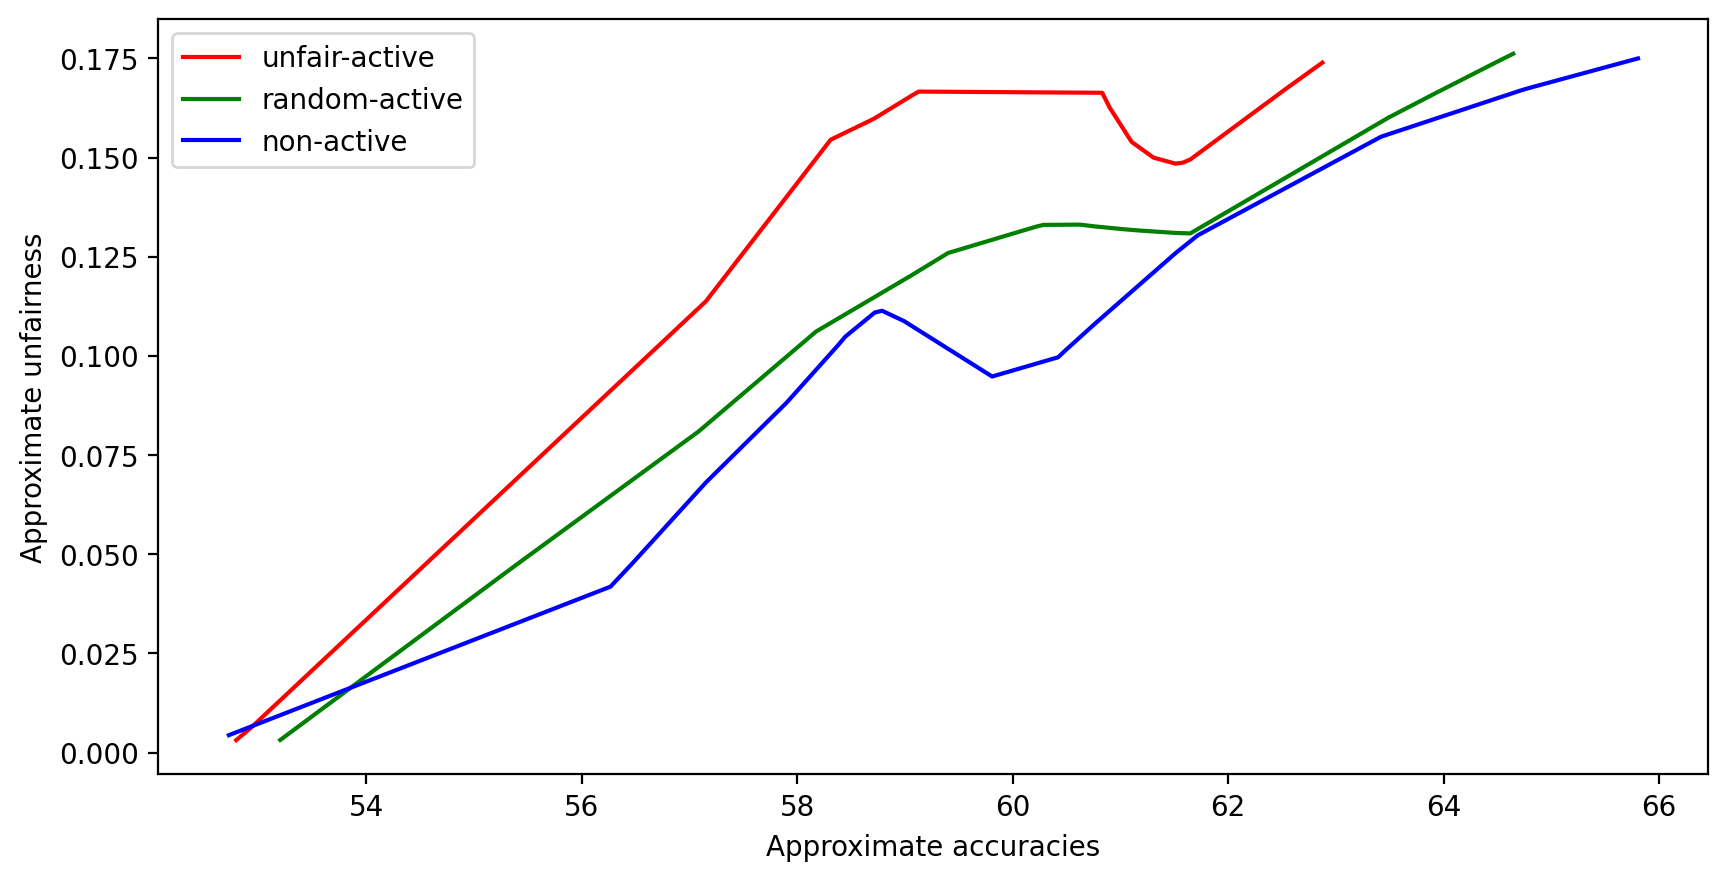 unfair-active
random-active
non-active
0.175
0.150
0.125
0.100
0.075
0.050
0.025
0.000
Approximate unfairness
54 56 58 60 62 64 66
Approximate accuracies